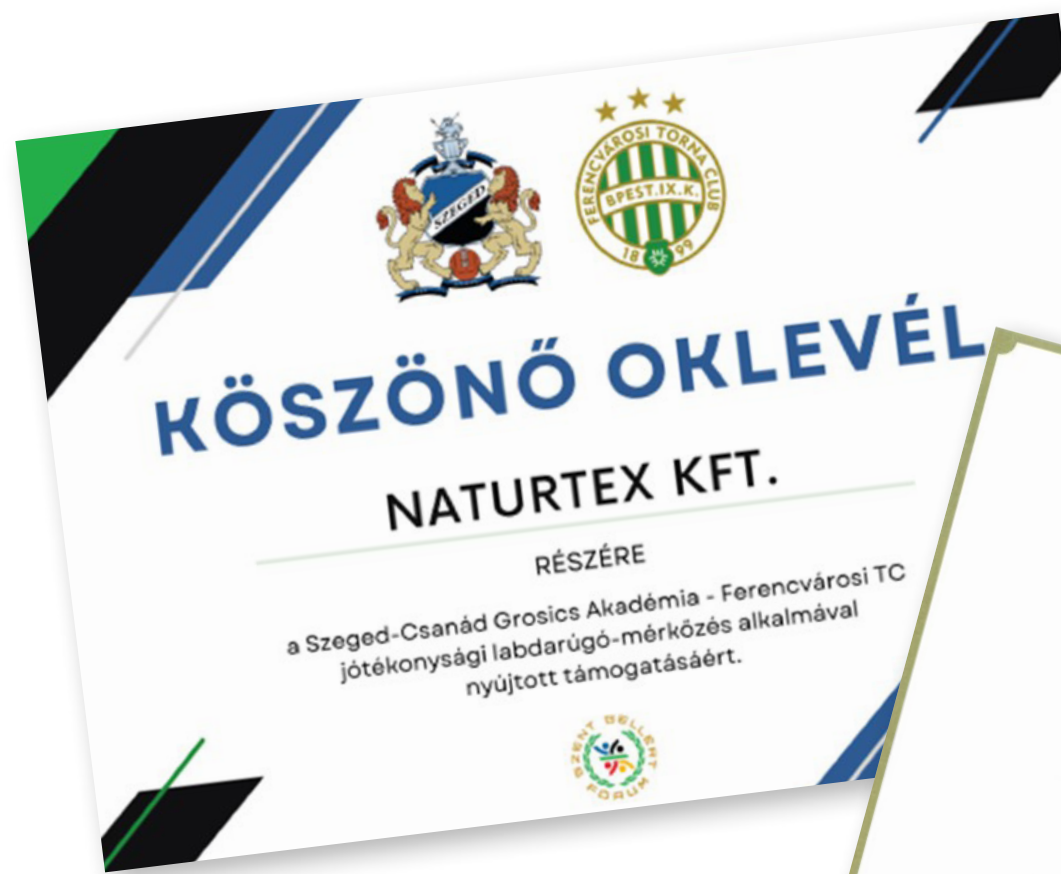 SZEGED
FERENCVÁROSI TORNA CLUB
BPEST.IX.K.
18 99
KÖSZÖNŐ OKLEVÉL
NATURTEX KFT.
RÉSZÉRE
a Szeged-Csanád Grosics Akadémia - Ferencvárosi TC
jótékonysági labdarúgó-mérkőzés alkalmával
nyújtott támogatásáért.
SZENT GELLÉRT
FÓRUM